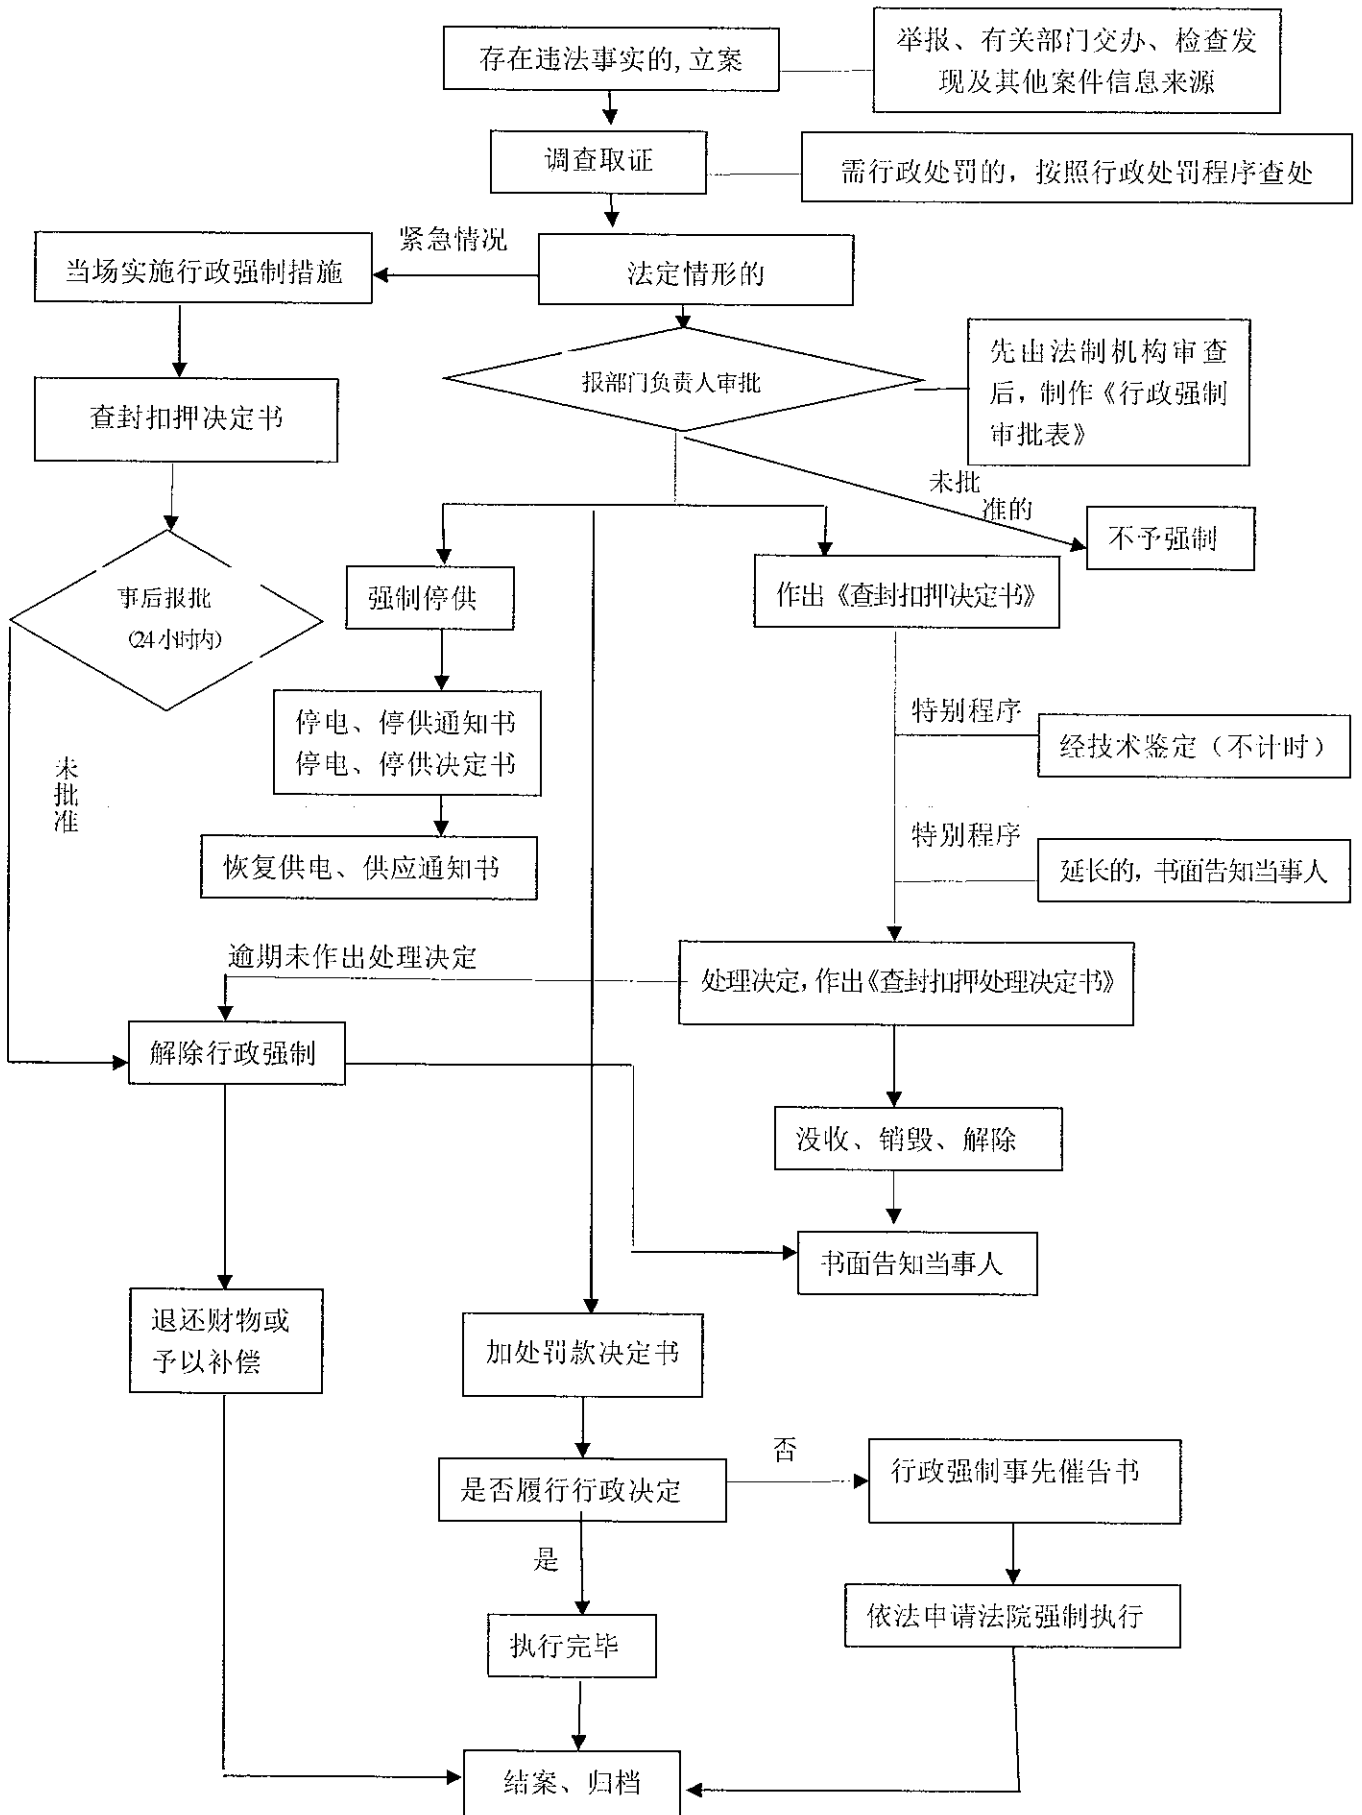 存在违法事实的,立案
举报、有关部门交办、检查发
现及其他案件信息来源
调查取证
需行政处罚的，按照行政处罚程序查处
紧急情况
当场实施行政强制措施
法定情形的
报部门负责人审批
先由法制机构审查
后，制作《行政强制
审批表》
查封扣押决定书
未批
准的
不予强制
事后报批
(24小时内)
强制停供
作出《查封扣押决定书》
停电、停供通知书
停电、停供决定书
特别程序
经技术鉴定（不计时）
未
批
准
特别程序
恢复供电、供应通知书
延长的，书面告知当事人
逾期未作出处理决定
处理决定,作出《查封扣押处理决定书》
解除行政强制
没收、销毁、解除
书面告知当事人
退还财物或
予以补偿
加处罚款决定书
否
是否履行行政决定
行政强制事先催告书
是
执行完毕
依法申请法院强制执行
结案、归档